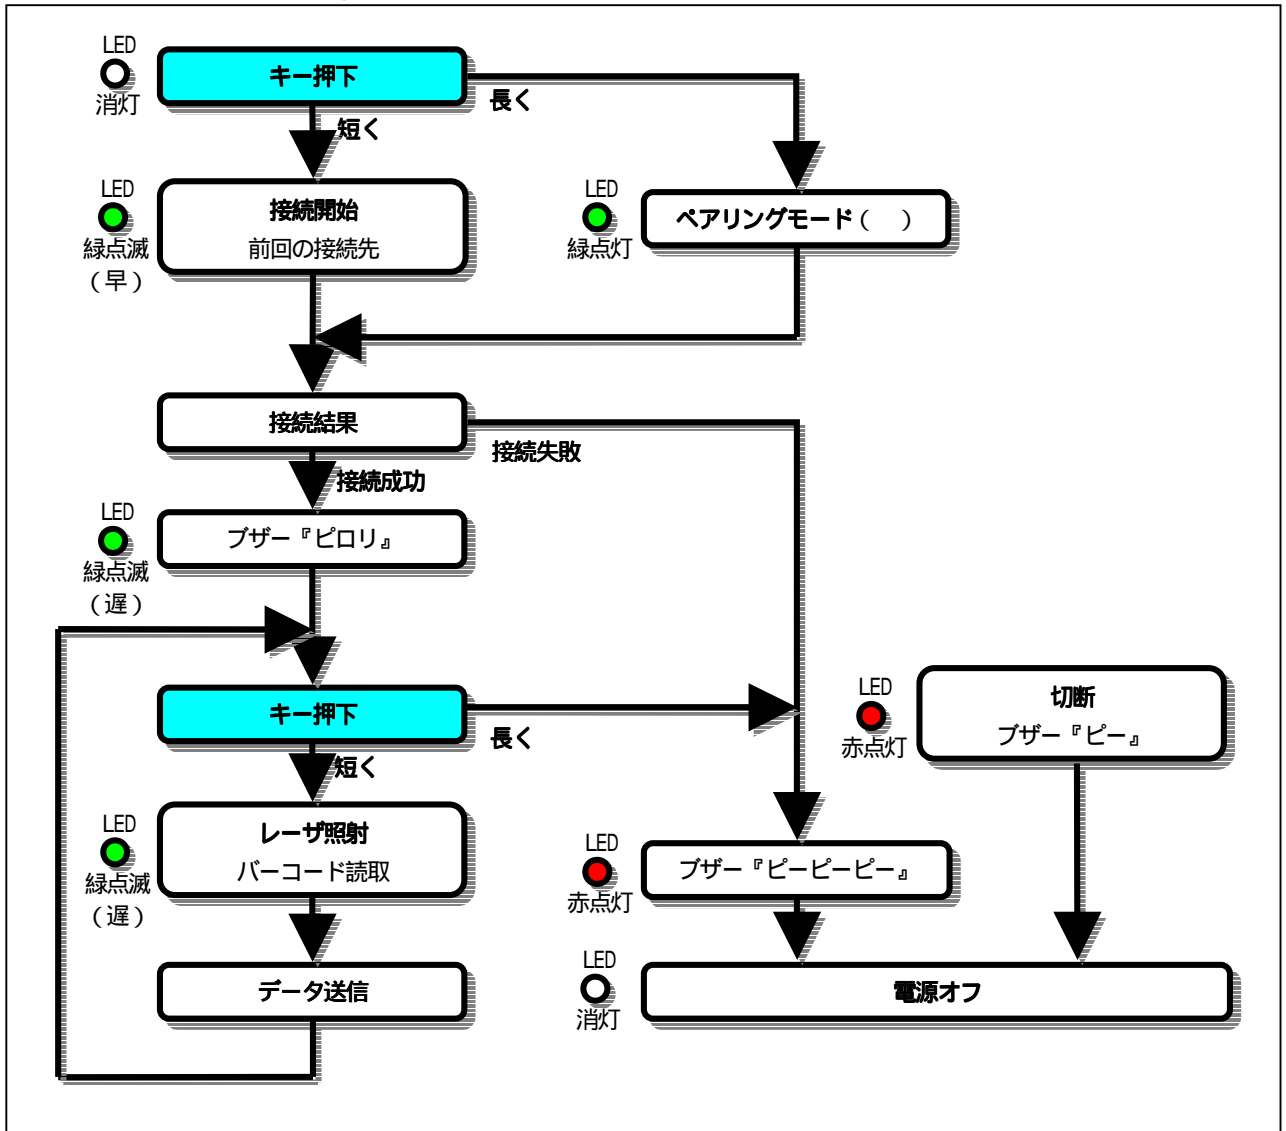 LED
消灯
キー押下
長く
短く
LED
緑点滅
（早）
接続開始
前回の接続先
LED
緑点灯
ペアリングモード（　）
接続結果
接続失敗
接続成功
LED
緑点滅
（遅）
ブザー『ピロリ』
キー押下
長く
短く
LED
赤点灯
切断
ブザー『ピー』
LED
緑点滅
（遅）
レーザ照射
バーコード読取
LED
赤点灯
ブザー『ピーピーピー』
データ送信
LED
消灯
電源オフ